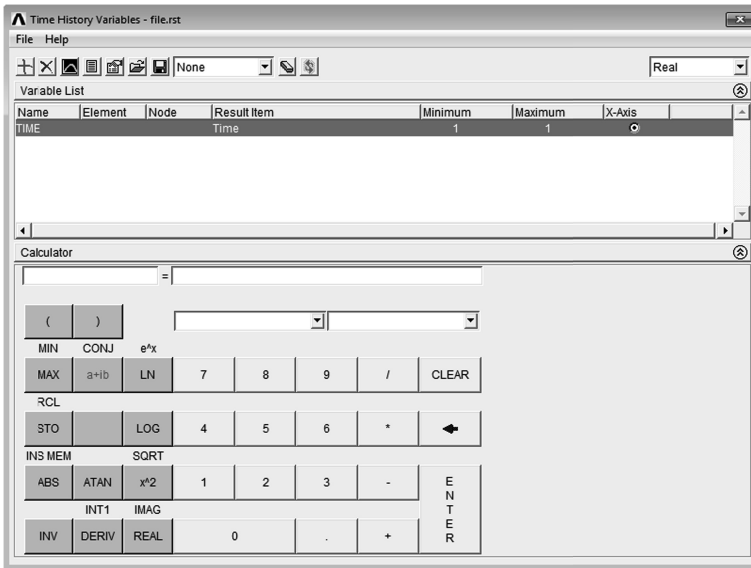 Time History Variables - file.rst
File Help
None Real
Variable List
Name Element Node Result Item Minimum Maximum X-Axis
TIME Time 1 1
Calculator
=
( )
MIN CONJ e^x
MAX a+ib LN 7 8 9 / CLEAR
RCL
STO LOG 4 5 6 *
INS MEM SQRT
ABS ATAN x^2 1 2 3 - ENTER
INT1 IMAG
INV DERIV REAL 0 . +